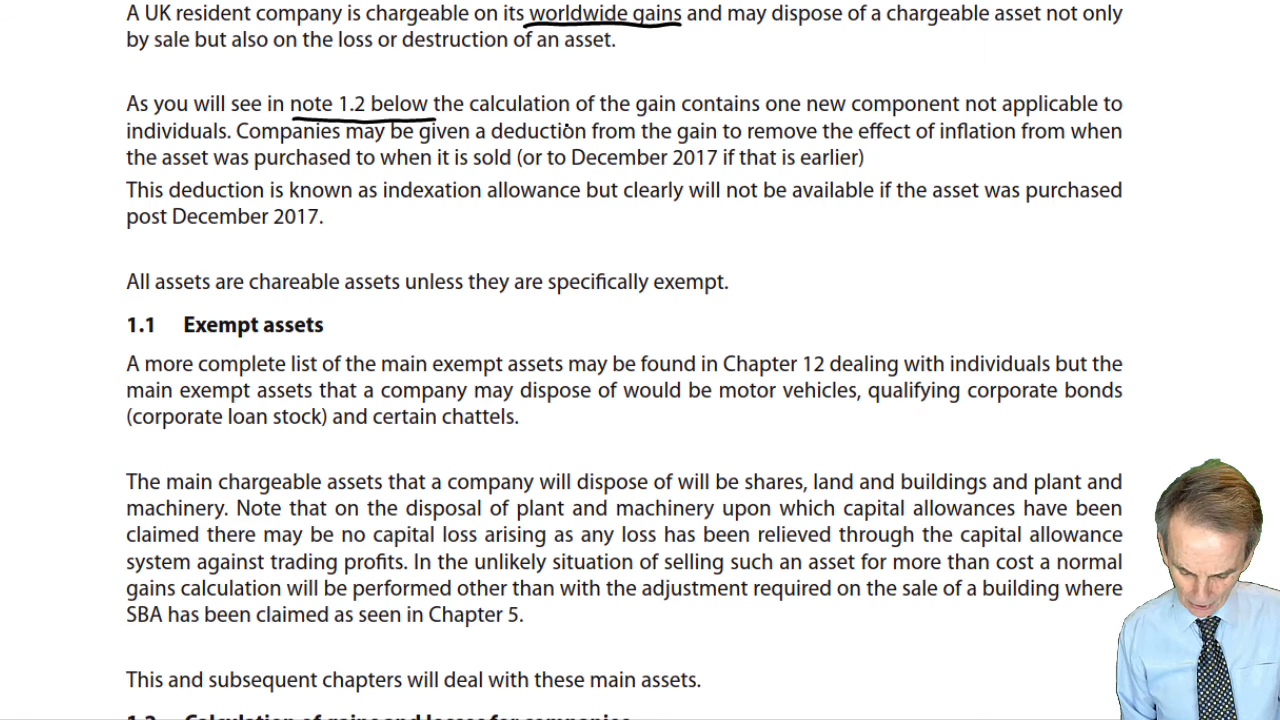 A UK resident company is chargeable on its worldwide gains and may dispose of a chargeable asset not only
by sale but also on the loss or destruction of an asset.
As you will see in note 1.2 below the calculation of the gain contains one new component not applicable to
individuals. Companies may be given a deduction from the gain to remove the effect of inflation from when
the asset was purchased to when it is sold (or to December 2017 if that is earlier)
This deduction is known as indexation allowance but clearly will not be available if the asset was purchased
post December 2017.
All assets are chareable assets unless they are specifically exempt.
1.1 Exempt assets
A more complete list of the main exempt assets may be found in Chapter 12 dealing with individuals but the
main exempt assets that a company may dispose of would be motor vehicles, qualifying corporate bonds
(corporate loan stock) and certain chattels.
The main chargeable assets that a company will dispose of will be shares, land and buildings and plant and
machinery. Note that on the disposal of plant and machinery upon which capital allowances have been
claimed there may be no capital loss arising as any loss has been relieved through the capital allowance
system against trading profits. In the unlikely situation of selling such an asset for more than cost a normal
gains calculation will be performed other than with the adjustment required on the sale of a building where
SBA has been claimed as seen in Chapter 5.
This and subsequent chapters will deal with these main assets.
1.2 Calculation of gains and losses for companies